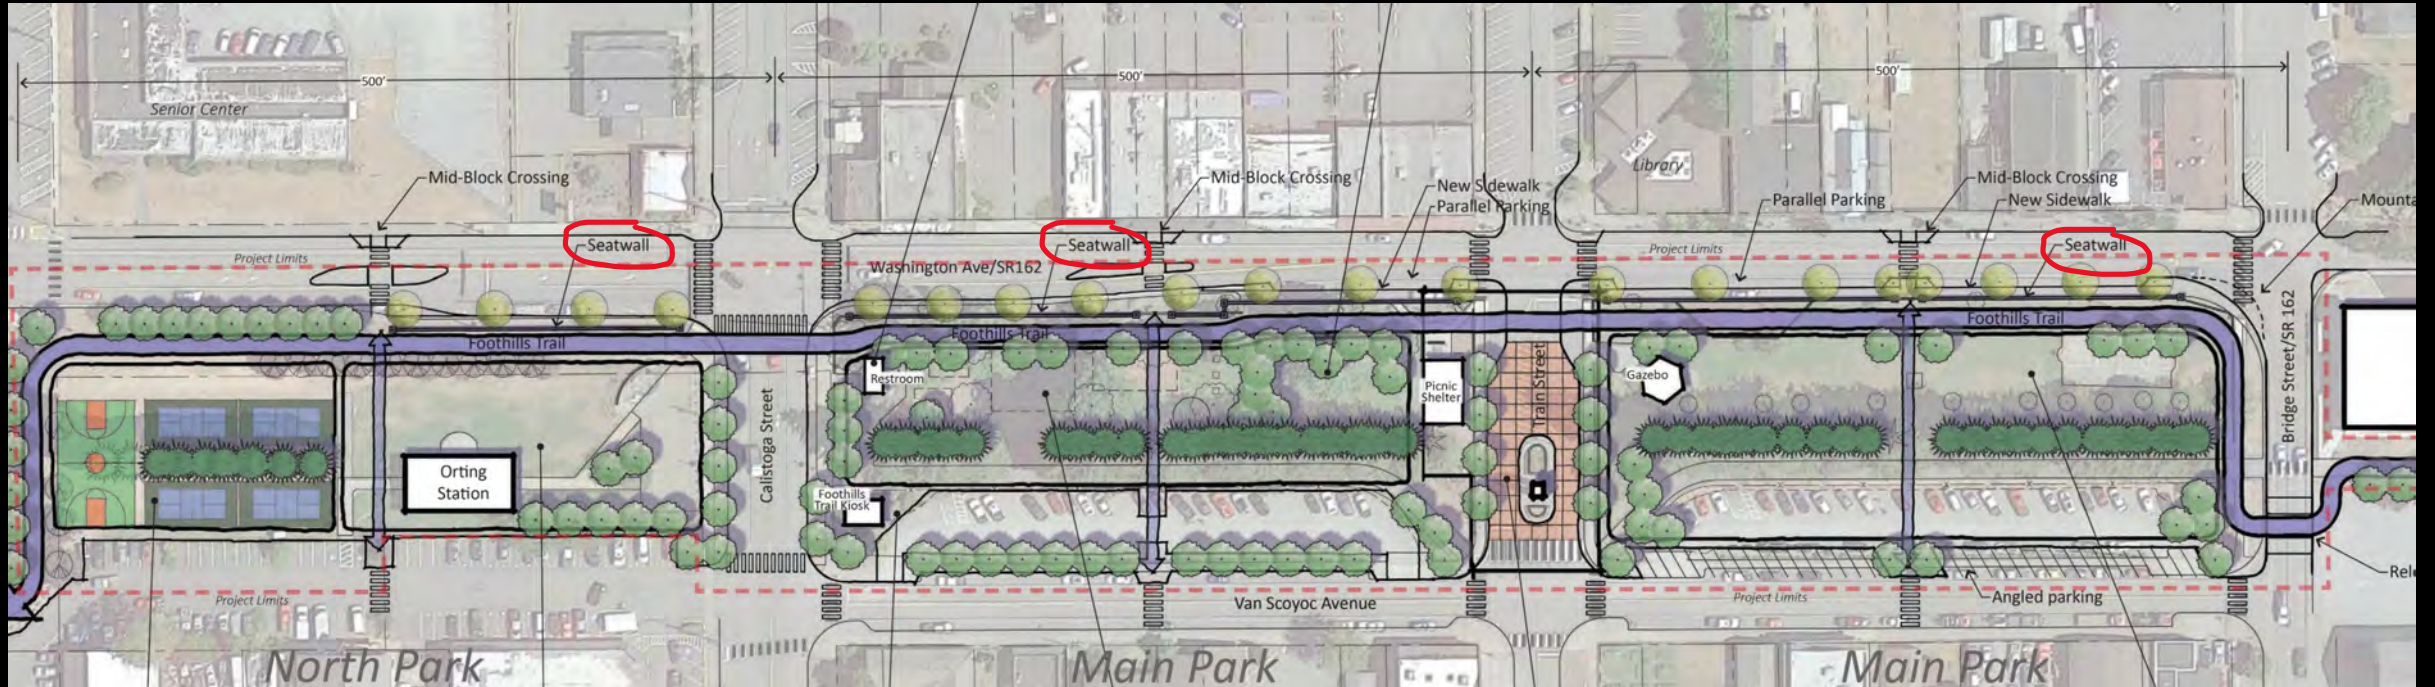 500'
500'
500'
Senior Center
Library
Mid-Block Crossing
Mid-Block Crossing
New Sidewalk
Parallel Parking
Parallel Parking
Mid-Block Crossing
New Sidewalk
Mounta
Seatwall
Seatwall
Seatwall
Project Limits
Project Limits
Washington Ave/SR162
Foothills Trail
Foothills Trail
Foothills Trail
Restroom
Picnic
Shelter
Train Street
Gazebo
Bridge Street/SR 162
Calistoga Street
Orting
Station
Foothills
Trail Kiosk
Project Limits
Van Scoyoc Avenue
Project Limits
Angled parking
Rel
North Park
Main Park
Main Park